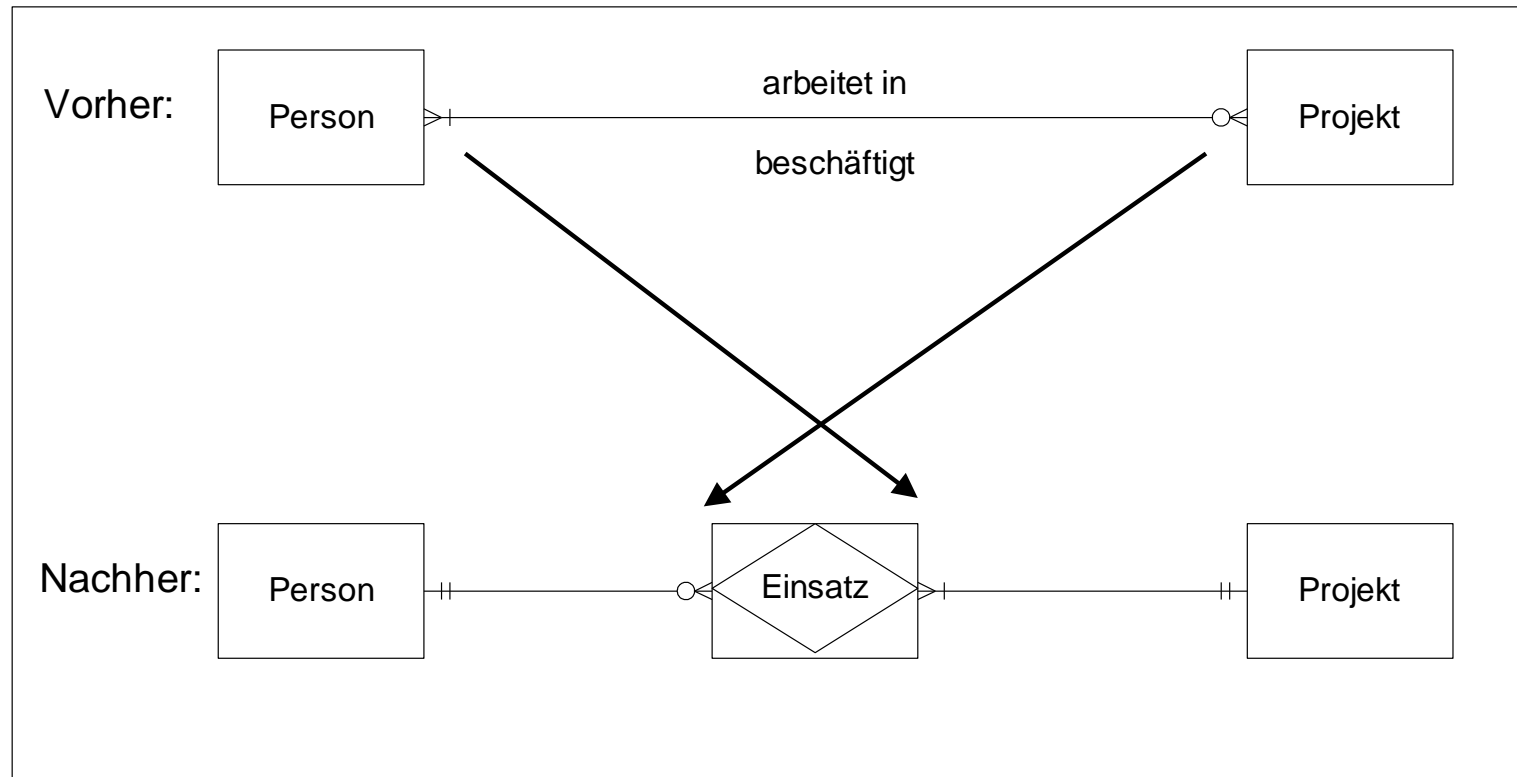 Vorher:
Person
arbeitet in
beschäftigt
Projekt
Nachher:
Person
Einsatz
Projekt